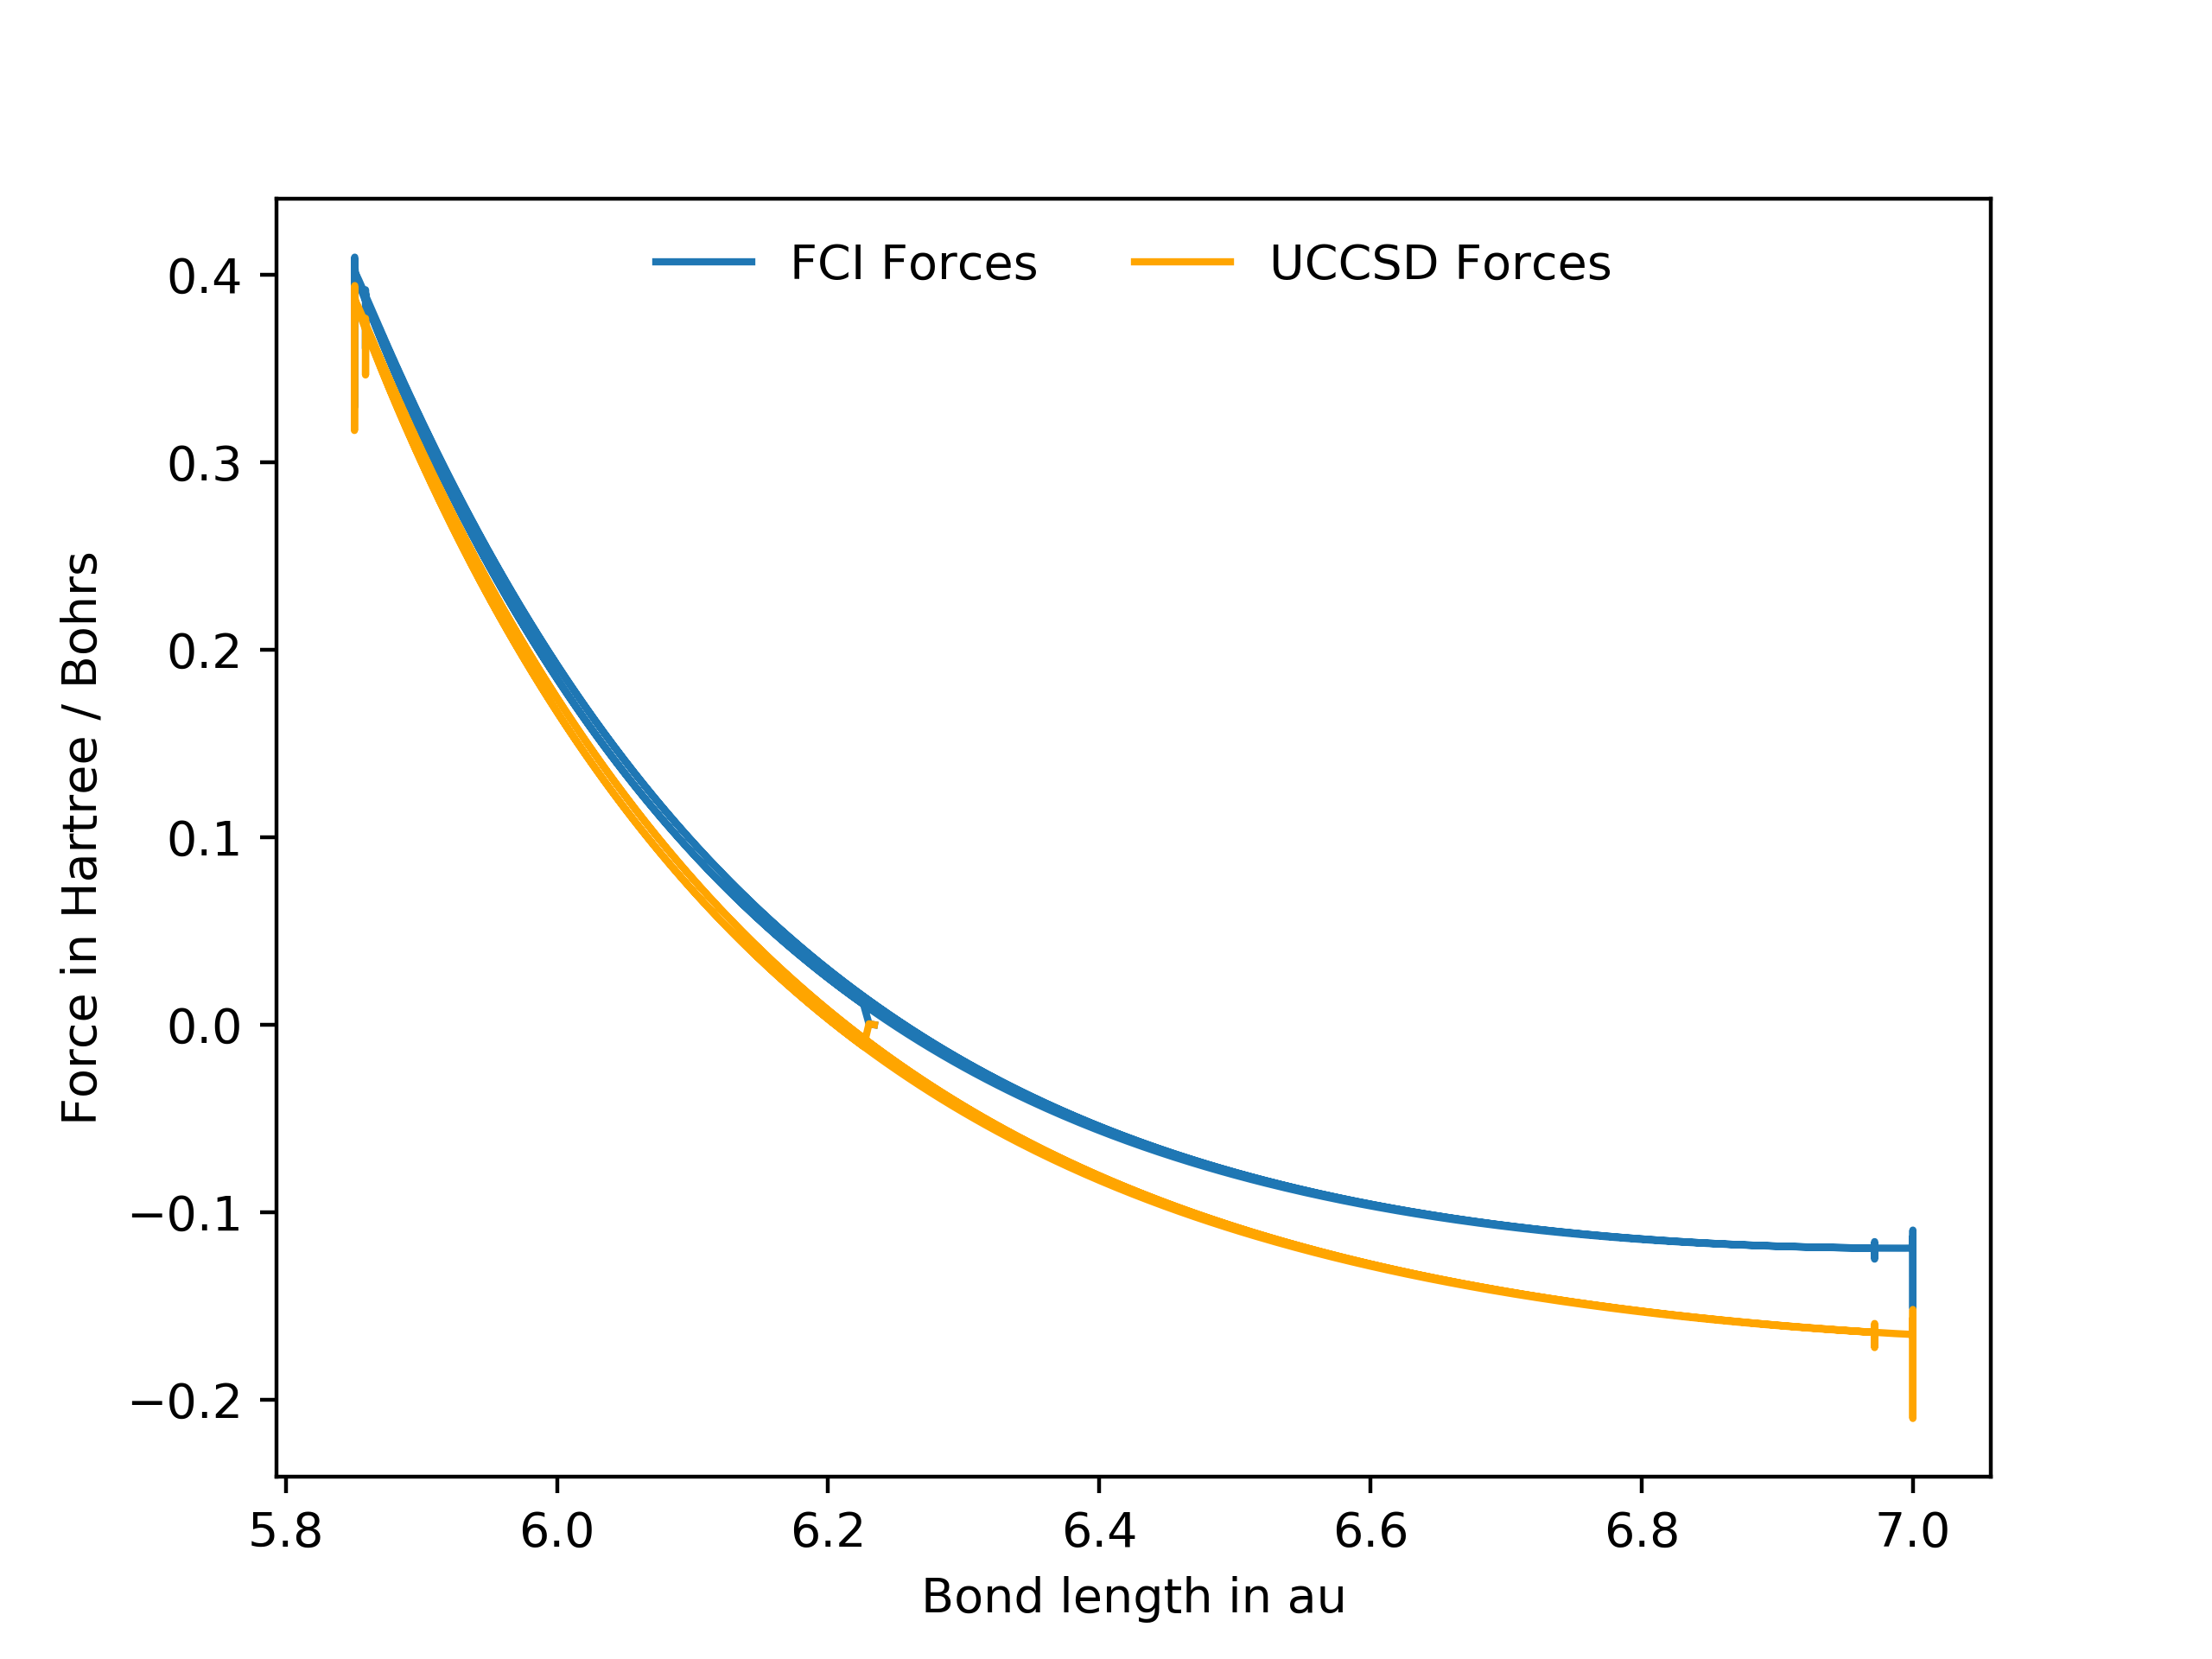 FCI Forces UCCSD Forces
0.4
0.3
0.2
0.1
0.0
−0.1
−0.2
Force in Hartree / Bohrs
5.8 6.0 6.2 6.4 6.6 6.8 7.0
Bond length in au